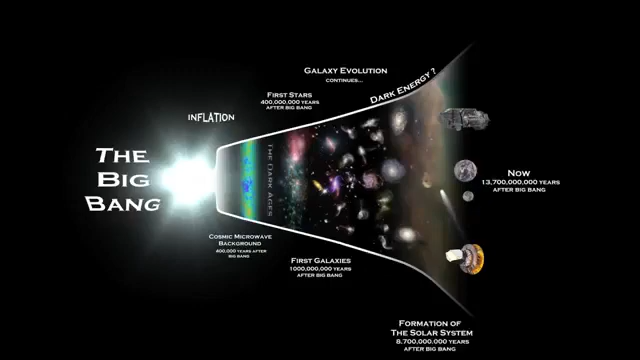 THE
BIG
BANG
INFLATION
COSMIC MICROWAVE
BACKGROUND
400,000 YEARS AFTER
BIG BANG
THE DARK AGES
FIRST STARS
400,000,000 YEARS
AFTER BIG BANG
FIRST GALAXIES
1000,000,000 YEARS
AFTER BIG BANG
GALAXY EVOLUTION
CONTINUES...
DARK ENERGY ?
FORMATION OF
THE SOLAR SYSTEM
8,700,000,000 YEARS
AFTER BIG BANG
NOW
13,700,000,000 YEARS
AFTER BIG BANG